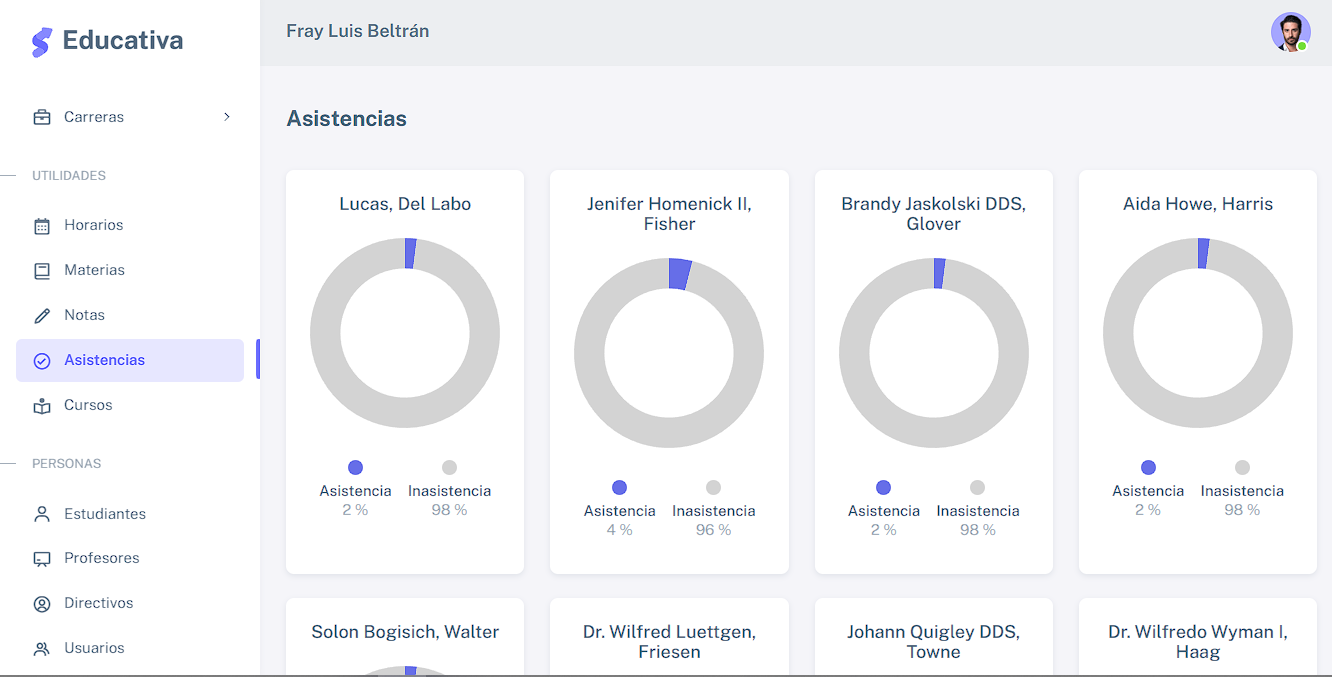 Educativa
Carreras
UTILIDADES
Horarios
Materias
Notas
Asistencias
Cursos
PERSONAS
Estudiantes
Profesores
Directivos
Usuarios
Fray Luis Beltrán
Asistencias
Lucas, Del Labo
Asistencia Inasistencia
2 % 98 %
Jenifer Homenick II,
Fisher
Asistencia Inasistencia
4 % 96 %
Brandy Jaskolski DDS,
Glover
Asistencia Inasistencia
2 % 98 %
Aida Howe, Harris
Asistencia Inasistencia
2 % 98 %
Solon Bogisich, Walter
Dr. Wilfred Luettgen,
Friesen
Johann Quigley DDS,
Towne
Dr. Wilfredo Wyman I,
Haag